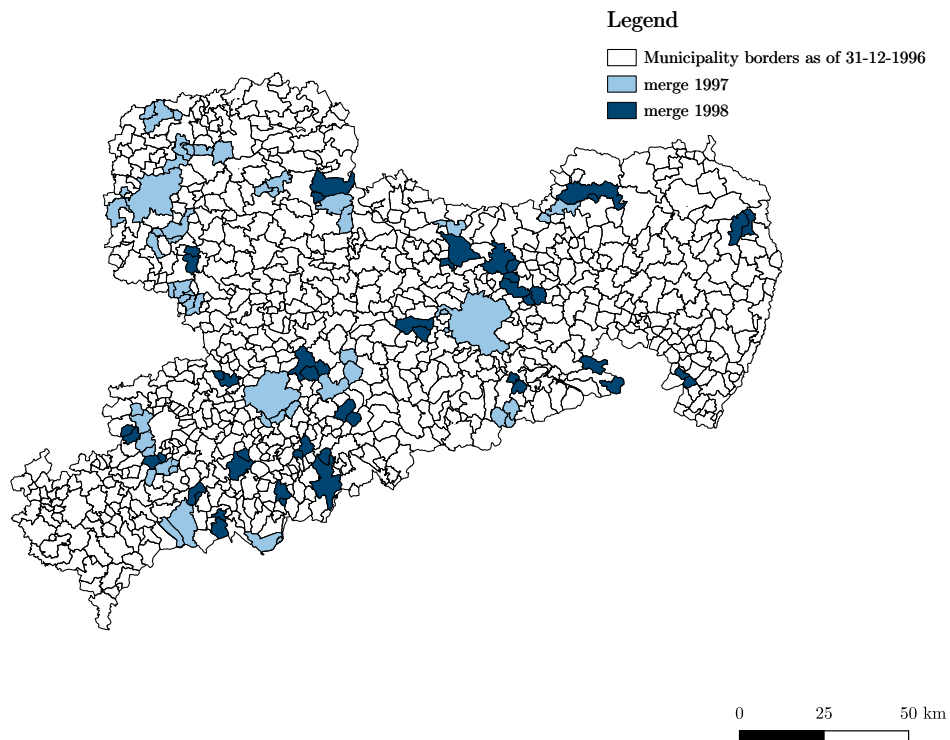 Legend
Municipality borders as of 31-12-1996
merge 1997
merge 1998
0 25 50 km